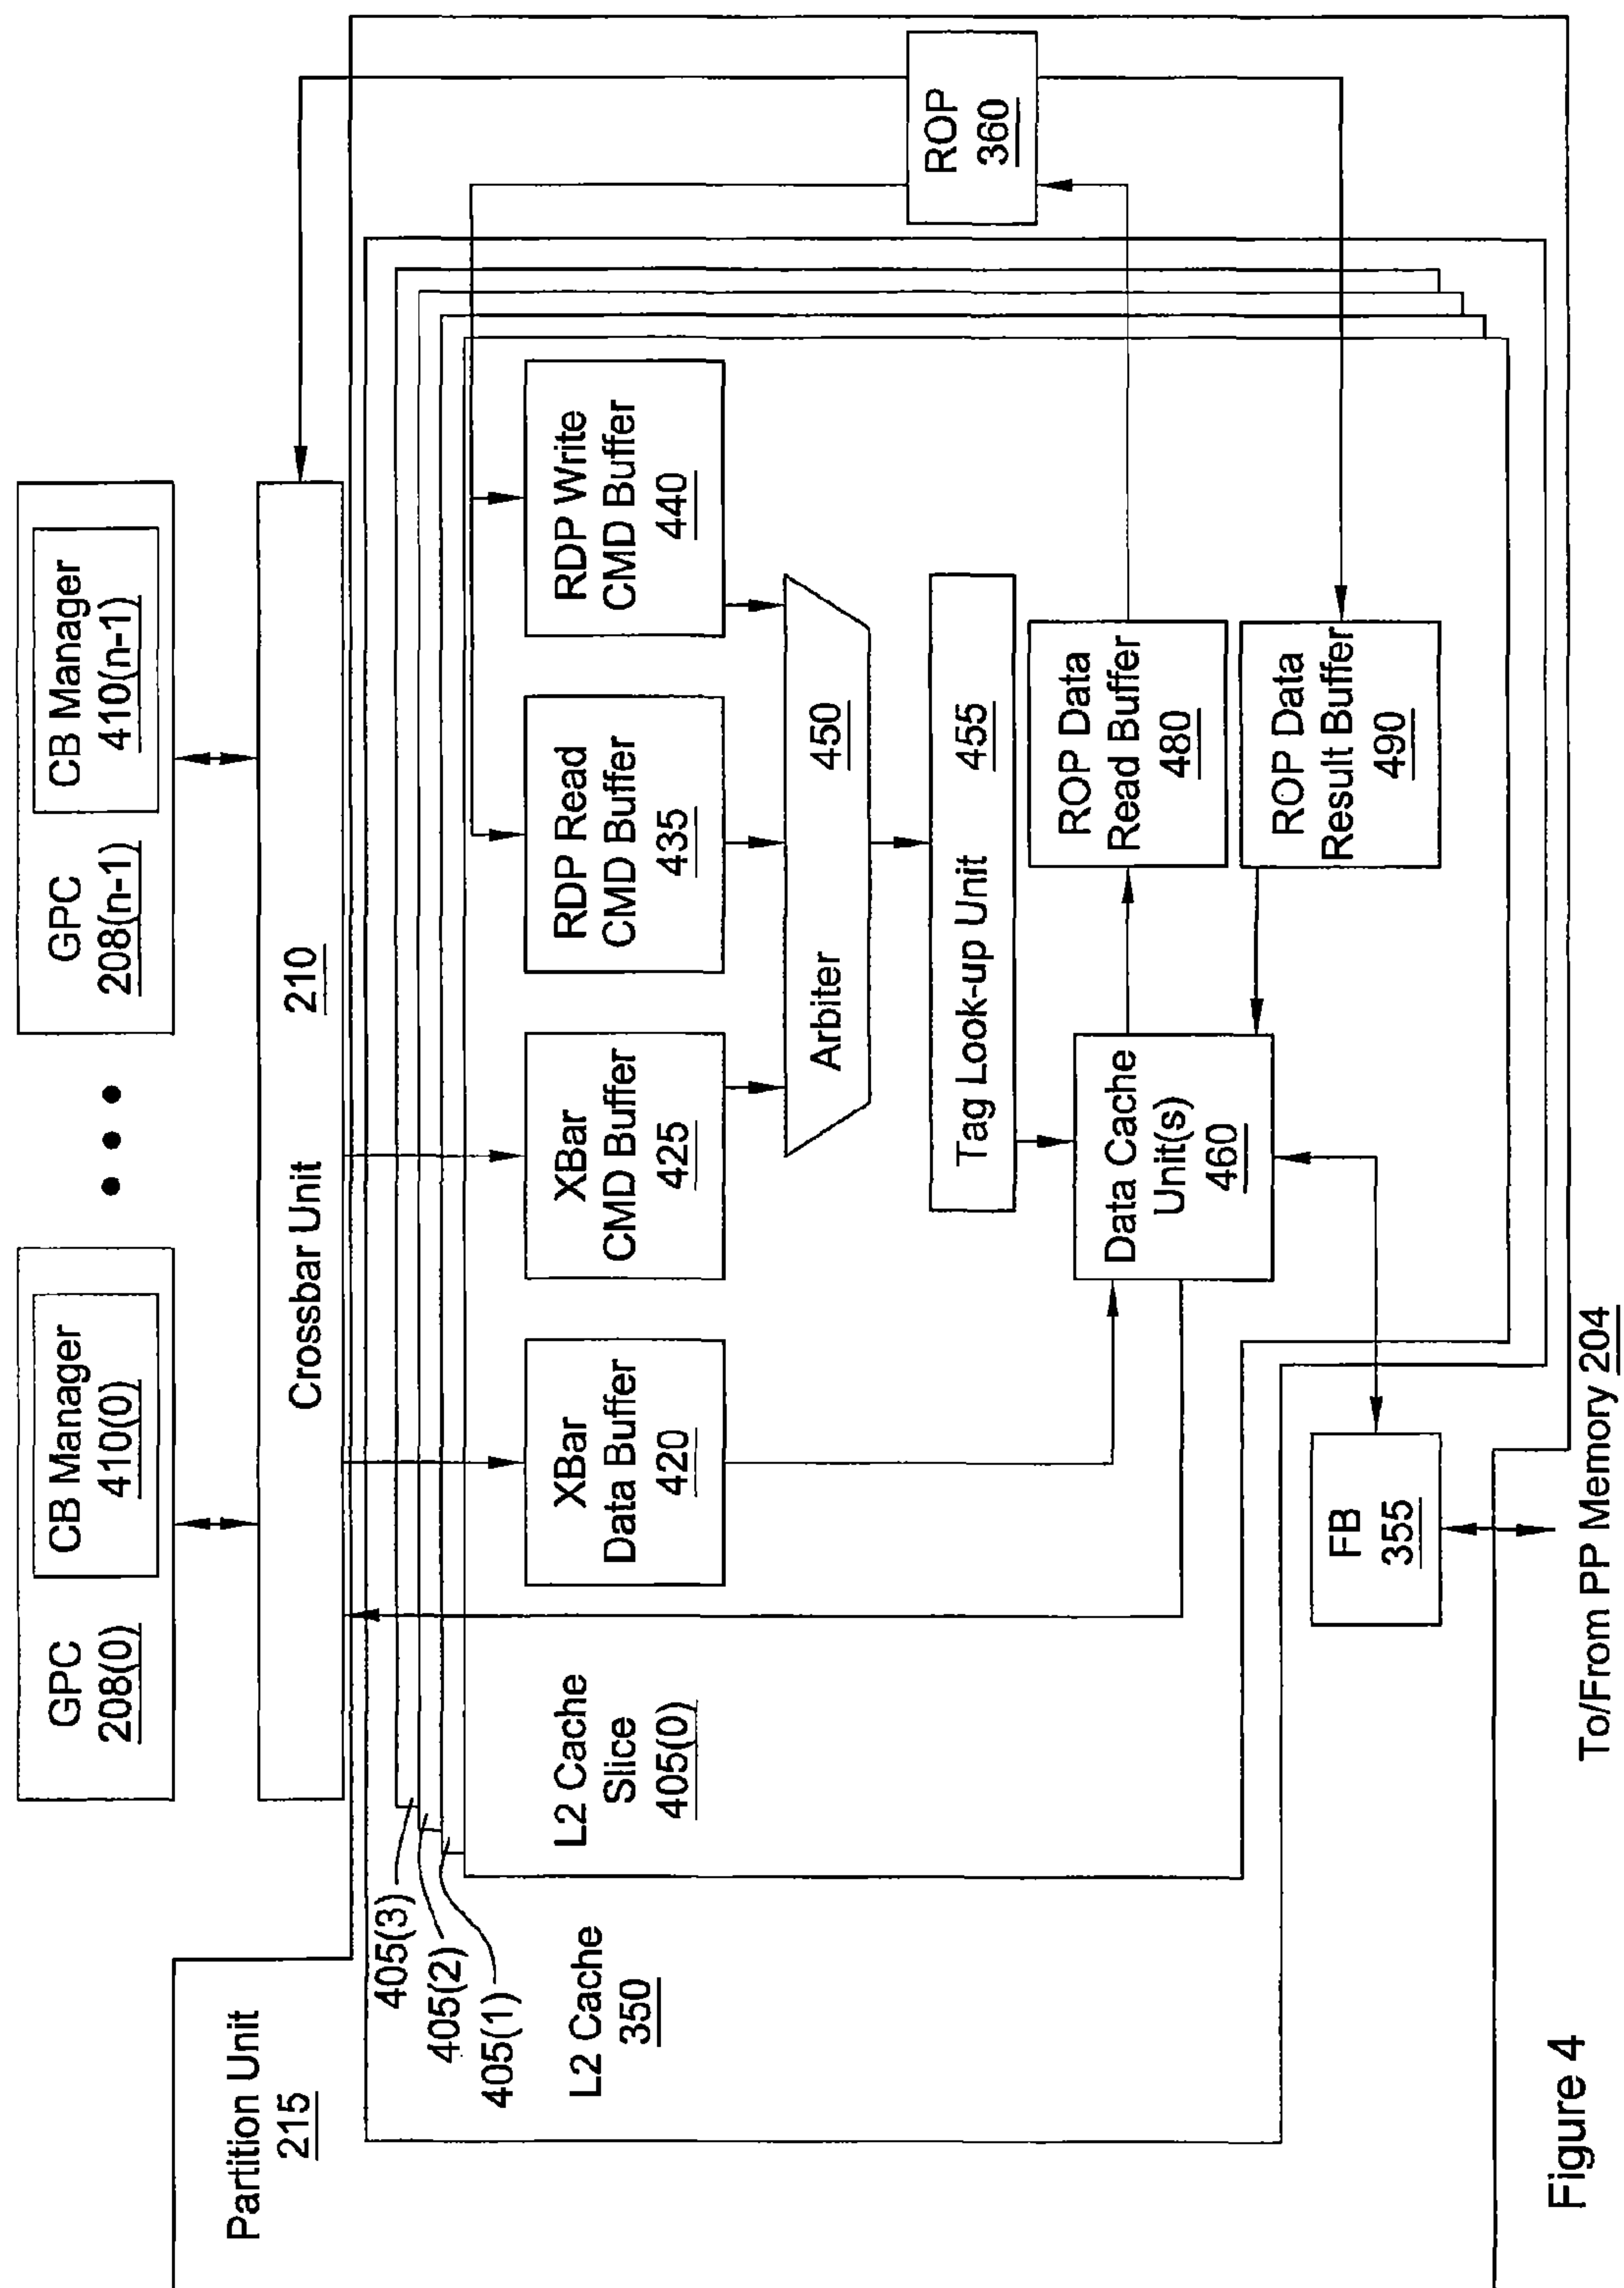 GPC
208(0)
CB Manager
410(0)
GPC
208(n-1)
CB Manager
410(n-1)
Crossbar Unit
210
Partition Unit
215
405(3)
405(2)
405(1)
L2 Cache
350
L2 Cache
Slice
405(0)
XBar
Data Buffer
420
XBar
CMD Buffer
425
RDP Read
CMD Buffer
435
RDP Write
CMD Buffer
440
ROP
360
Arbiter
450
Tag Look-up Unit
455
Data Cache
Unit(s)
460
ROP Data
Read Buffer
480
ROP Data
Result Buffer
490
FB
355
To/From PP Memory 204
Figure 4